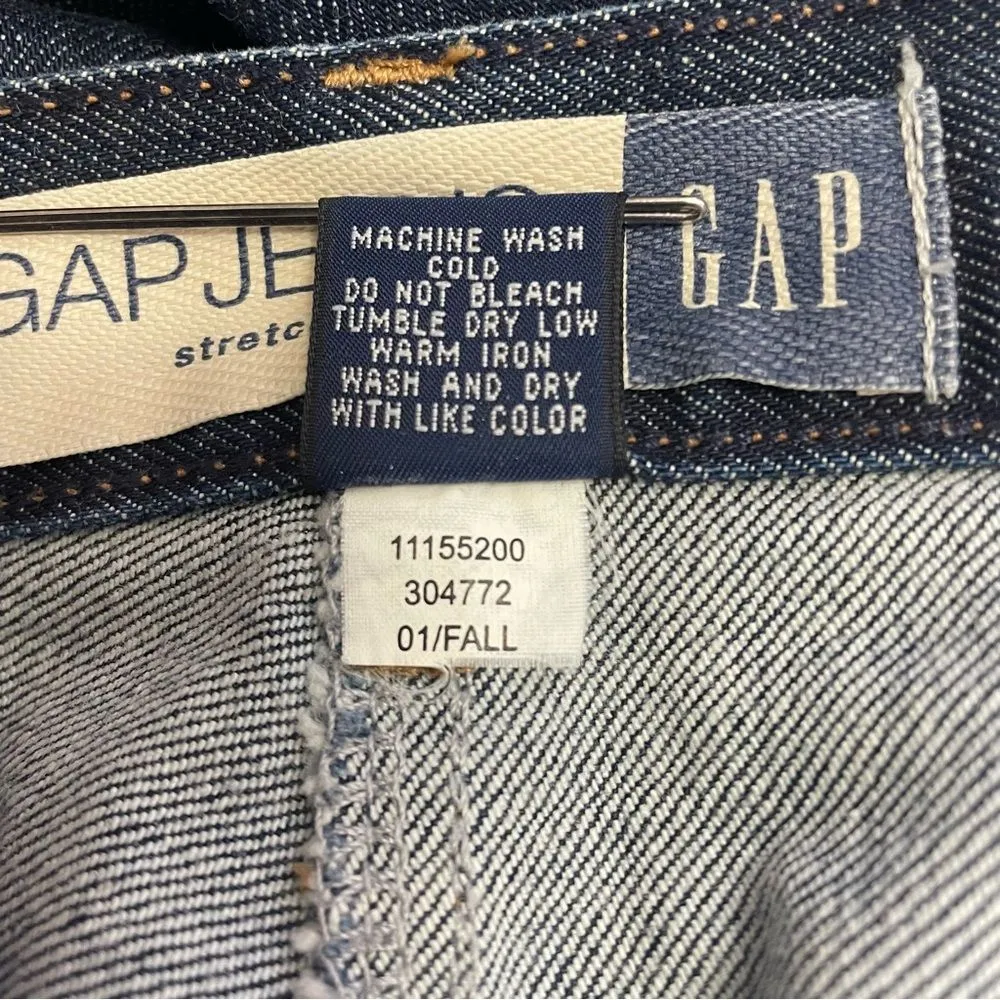 GAP JE
stretc
GAP
MACHINE WASH
COLD
DO NOT BLEACH
TUMBLE DRY LOW
WARM IRON
WASH AND DRY
WITH LIKE COLOR
11155200
304772
01/FALL